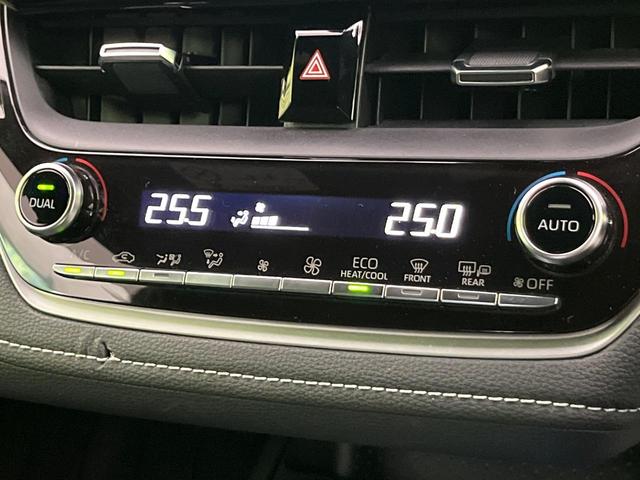 DUAL
25.5
25.0
AUTO
A/C
ECO
HEAT/COOL
FRONT
REAR
OFF